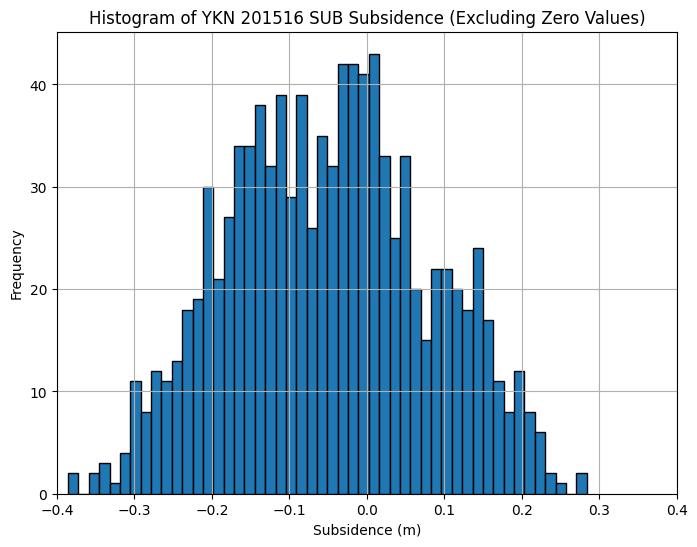 Histogram of YKN 201516 SUB Subsidence (Excluding Zero Values)
40
30
20
10
0
Frequency
−0.4 −0.3 −0.2 −0.1 0.0 0.1 0.2 0.3 0.4
Subsidence (m)